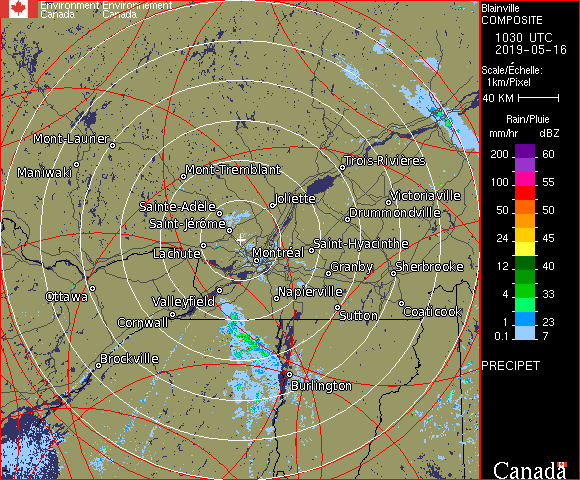 Environment Environnement
Canada Canada
Blainville
COMPOSITE
1030 UTC
2019-05-16
Scale/Échelle:
1km/Pixel
40 KM
Rain/Pluie
mm/hr dBZ
200 60
100 55
50 50
24 45
12 40
4 33
1 23
0.1 7
PRECIPET
Canada
Mont-Laurier
Maniwaki
Mont-Tremblant
Trois-Rivières
Joliette
Victoriaville
Sainte-Adèle
Drummondville
Saint-Jérôme
Saint-Hyacinthe
Lachute
Montréal
Granby
Sherbrooke
Ottawa
Valleyfield
Napierville
Coaticook
Sutton
Cornwall
Brockville
Burlington